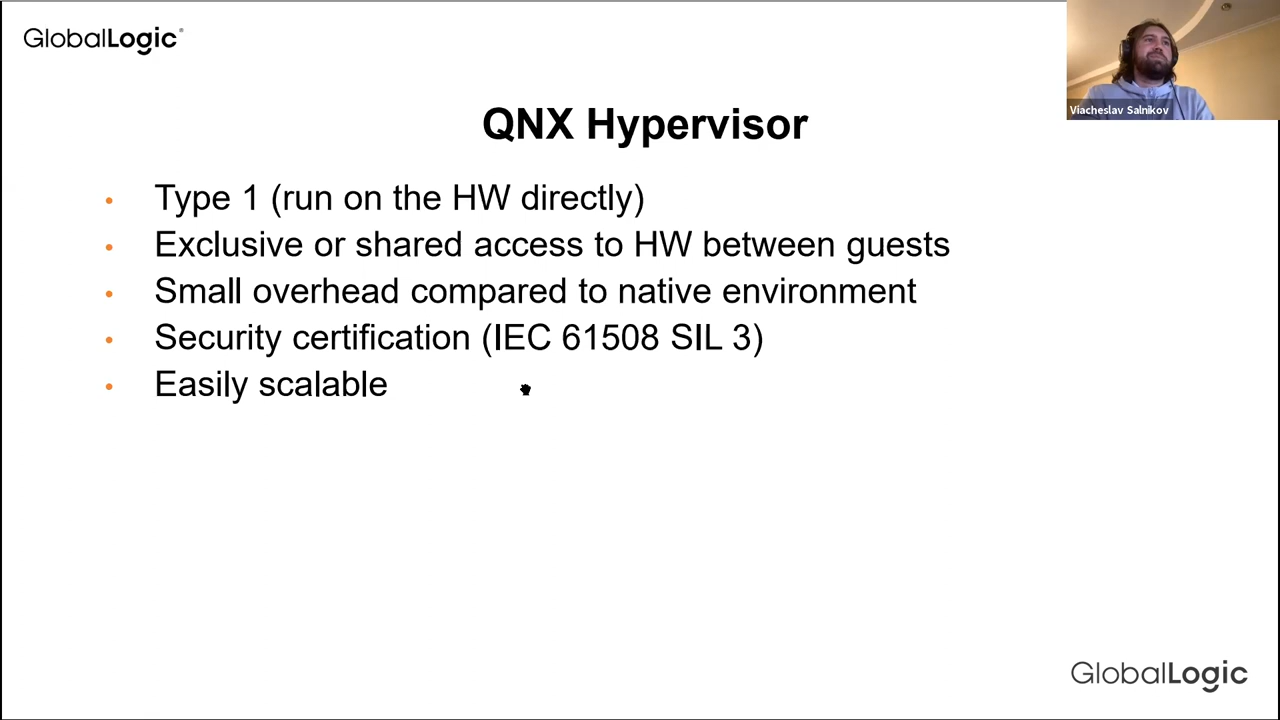 GlobalLogic®
Viacheslav Salnikov
QNX Hypervisor
• Type 1 (run on the HW directly)
• Exclusive or shared access to HW between guests
• Small overhead compared to native environment
• Security certification (IEC 61508 SIL 3)
• Easily scalable
GlobalLogic